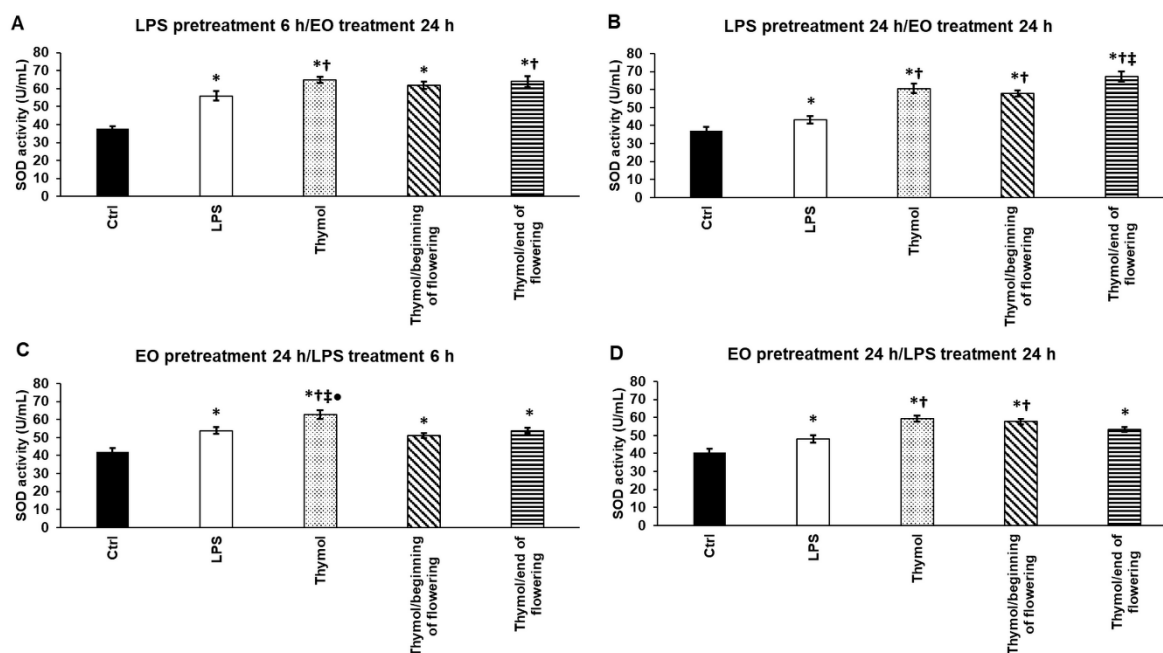 A
LPS pretreatment 6 h/EO treatment 24 h
SOD activity (U/mL)
80
70
60
50
40
30
20
10
0
*
*†
*
*†
Ctrl
LPS
Thymol
Thymol/beginning
of flowering
Thymol/end of
flowering
B
LPS pretreatment 24 h/EO treatment 24 h
SOD activity (U/mL)
80
70
60
50
40
30
20
10
0
*
*†
*†
*†‡
Ctrl
LPS
Thymol
Thymol/beginning
of flowering
Thymol/end of
flowering
C
EO pretreatment 24 h/LPS treatment 6 h
SOD activity (U/mL)
80
70
60
50
40
30
20
10
0
*
*†‡●
*
*
Ctrl
LPS
Thymol
Thymol/beginning
of flowering
Thymol/end of
flowering
D
EO pretreatment 24 h/LPS treatment 24 h
SOD activity (U/mL)
80
70
60
50
40
30
20
10
0
*
*†
*†
*
Ctrl
LPS
Thymol
Thymol/beginning
of flowering
Thymol/end of
flowering